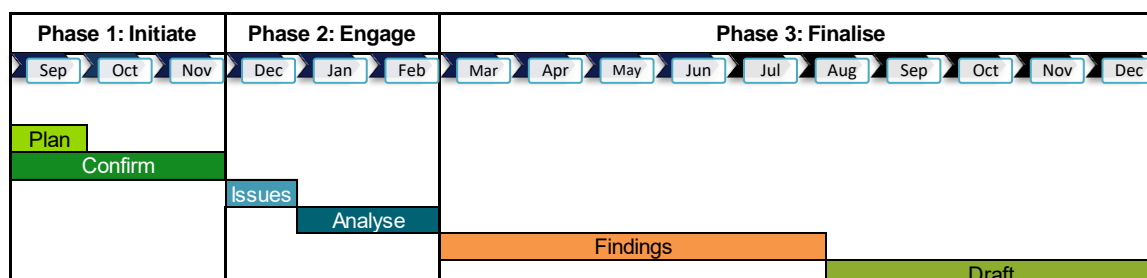 Phase 1: Initiate Phase 2: Engage Phase 3: Finalise
Sep Oct Nov Dec Jan Feb Mar Apr May Jun Jul Aug Sep Oct Nov Dec
Plan
Confirm
Issues
Analyse
Findings
Draft